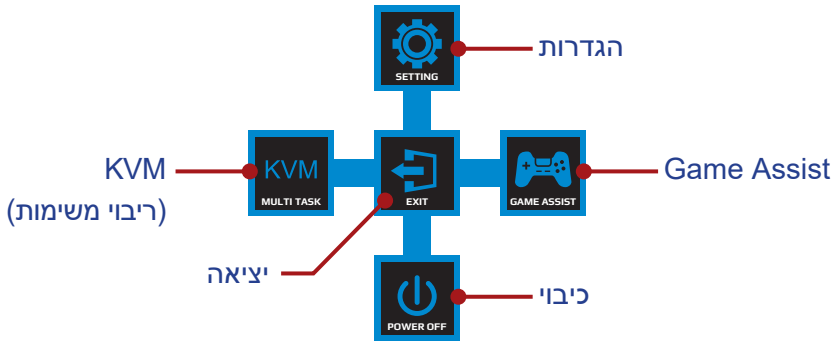 SETTING
הגדרות
KVM
(ריבוי משימות)
KVM
MULTI TASK
EXIT
GAME ASSIST
Game Assist
יציאה
POWER OFF
כיבוי